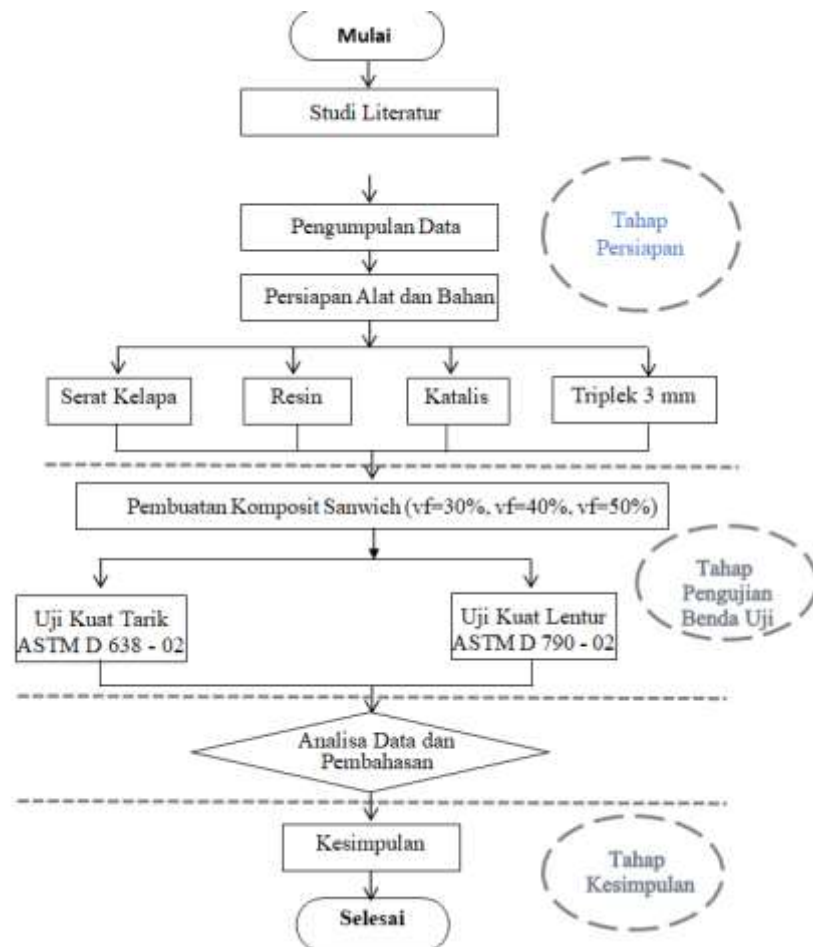 Mulai
Studi Literatur
Pengumpulan Data
Tahap
Persiapan
Persiapan Alat dan Bahan
Serat Kelapa
Resin
Katalis
Triplek 3 mm
Pembuatan Komposit Sanwich (vf=30%, vf=40%, vf=50%)
Uji Kuat Tarik
ASTM D 638 - 02
Uji Kuat Lentur
ASTM D 790 - 02
Tahap
Pengujian
Benda Uji
Analisa Data dan
Pembahasan
Kesimpulan
Tahap
Kesimpulan
Selesai